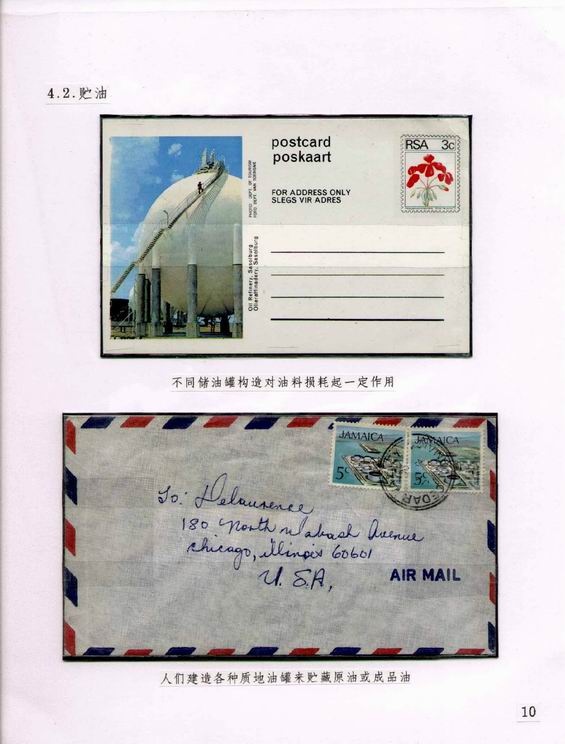 4.2.贮油
postcard
poskaart
RSA 3c
FOR ADDRESS ONLY
SLEGS VIR ADRES
Oil Refinery, Sasolburg
Olieraffinadery, Sasolburg
不同储油罐构造对油料损耗起一定作用
JAMAICA
5c
JAMAICA
5c
To: Delaurence
180 North Wabash Avenue
Chicago, Illinois 60601
U.S.A,
AIR MAIL
人们建造各种质地油罐来贮藏原油或成品油
10